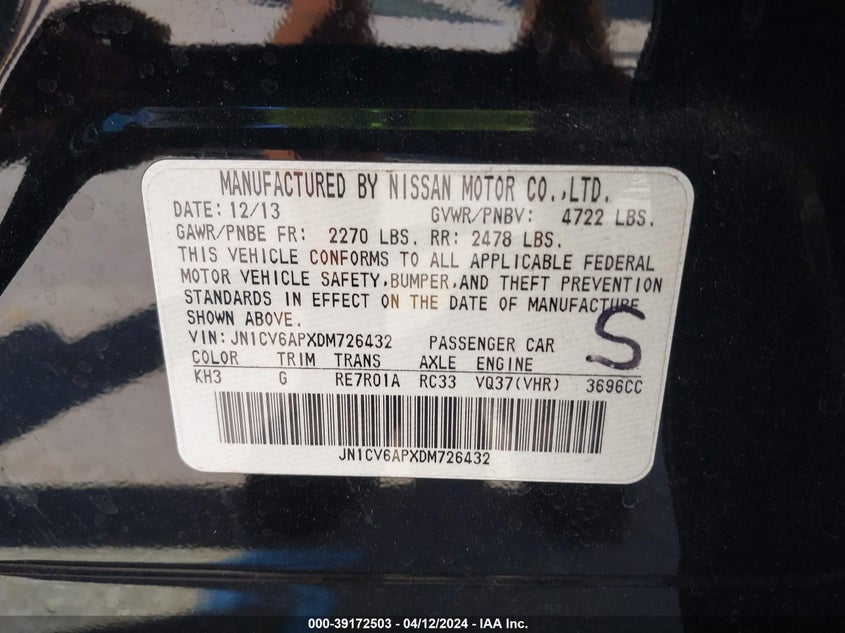 MANUFACTURED BY NISSAN MOTOR CO.,LTD.
DATE: 12/13 GVWR/PNBV: 4722 LBS.
GAWR/PNBE FR: 2270 LBS. RR: 2478 LBS.
THIS VEHICLE CONFORMS TO ALL APPLICABLE FEDERAL
MOTOR VEHICLE SAFETY, BUMPER, AND THEFT PREVENTION
STANDARDS IN EFFECT ON THE DATE OF MANUFACTURE
SHOWN ABOVE.
S
VIN: JN1CV6APXDM726432 PASSENGER CAR
COLOR TRIM TRANS AXLE ENGINE
KH3 G RE7R01A RC33 VQ37(VHR) 3696CC
JN1CV6APXDM726432
000-39172503 - 04/12/2024 - IAA Inc.